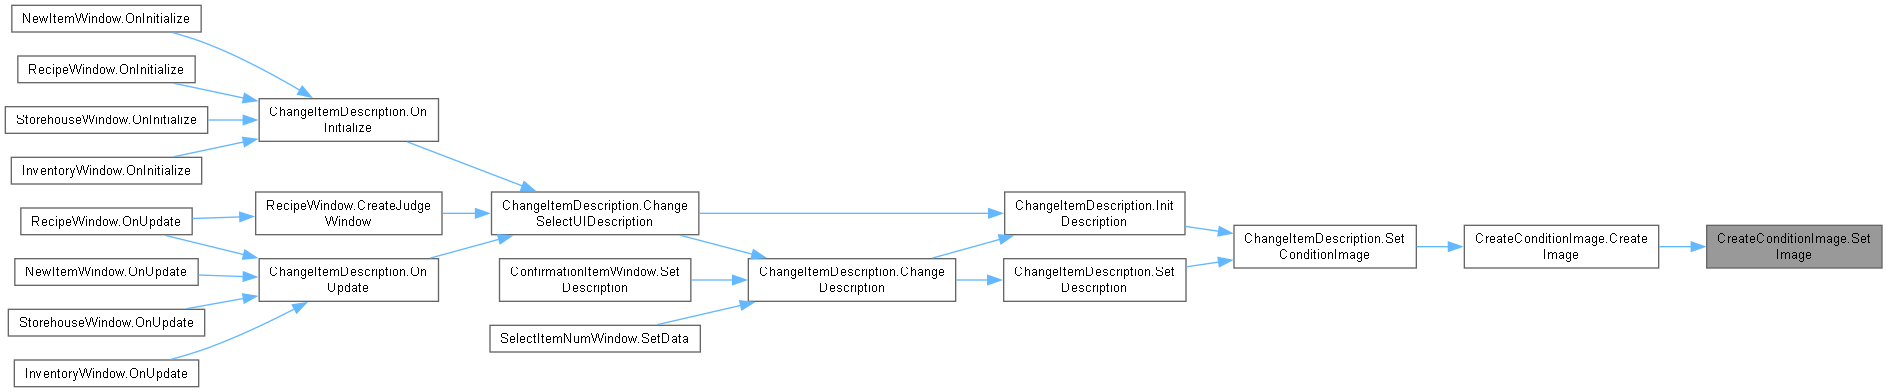 NewItemWindow.OnInitialize
RecipeWindow.OnInitialize
StorehouseWindow.OnInitialize
InventoryWindow.OnInitialize
RecipeWindow.OnUpdate
NewItemWindow.OnUpdate
StorehouseWindow.OnUpdate
InventoryWindow.OnUpdate
ChangeItemDescription.On
Initialize
RecipeWindow.CreateJudge
Window
ChangeItemDescription.On
Update
ChangeItemDescription.Change
SelectUIDescription
ConfirmationItemWindow.Set
Description
SelectItemNumWindow.SetData
ChangeItemDescription.Change
Description
ChangeItemDescription.Init
Description
ChangeItemDescription.Set
Description
ChangeItemDescription.Set
ConditionImage
CreateConditionImage.Create
Image
CreateConditionImage.Set
Image